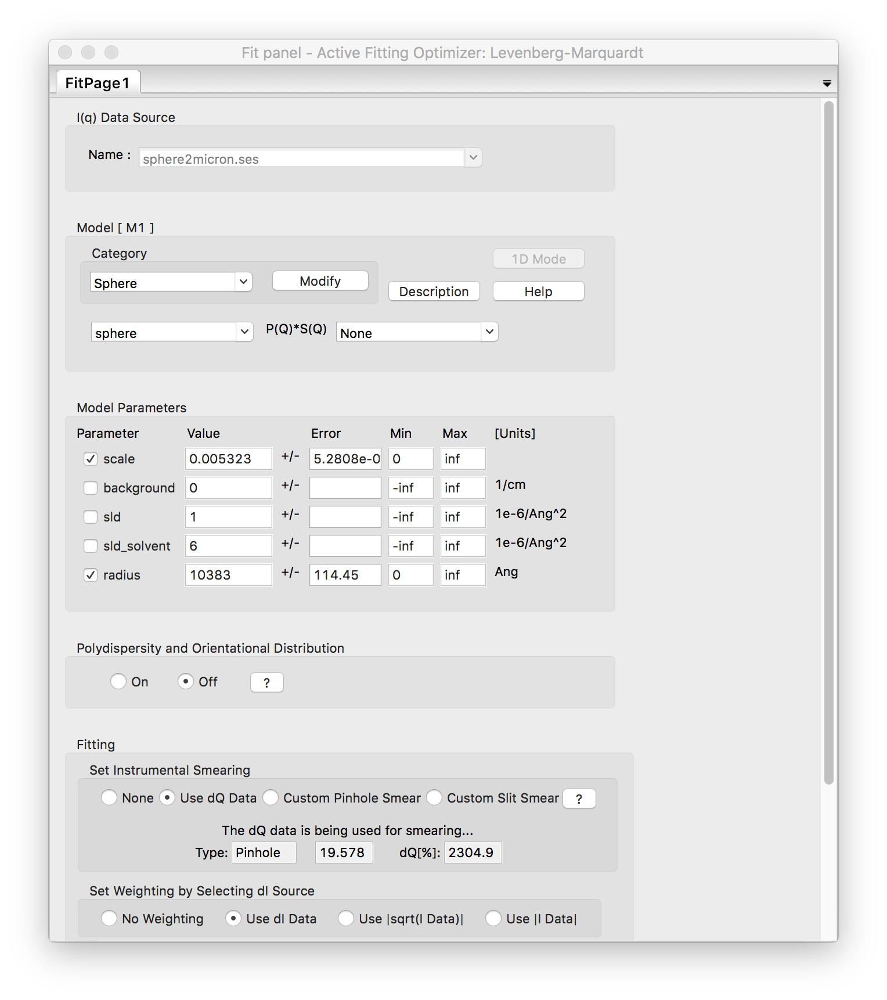 Fit panel - Active Fitting Optimizer: Levenberg-Marquardt
FitPage1
I(q) Data Source
Name : sphere2micron.ses
Model [ M1 ]
Category
1D Mode
Sphere Modify
Description Help
sphere P(Q)*S(Q) None
Model Parameters
Parameter Value Error Min Max [Units]
scale 0.005323 +/- 5.2808e-0 0 inf
background 0 +/- -inf inf 1/cm
sld 1 +/- -inf inf 1e-6/Ang^2
sld_solvent 6 +/- -inf inf 1e-6/Ang^2
radius 10383 +/- 114.45 0 inf Ang
Polydispersity and Orientational Distribution
On Off ?
Fitting
Set Instrumental Smearing
None Use dQ Data Custom Pinhole Smear Custom Slit Smear ?
The dQ data is being used for smearing...
Type: Pinhole 19.578 dQ[%]: 2304.9
Set Weighting by Selecting dI Source
No Weighting Use dI Data Use |sqrt(I Data)| Use |I Data|